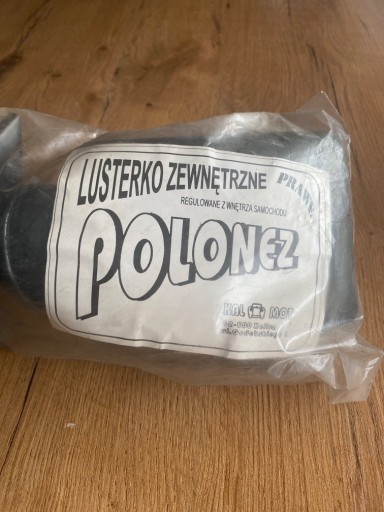 LUSTERKO ZEWNĘTRZNE PRAWE
REGULOWANE Z WNĘTRZA SAMOCHODU
POLONEZ
KAL MOT